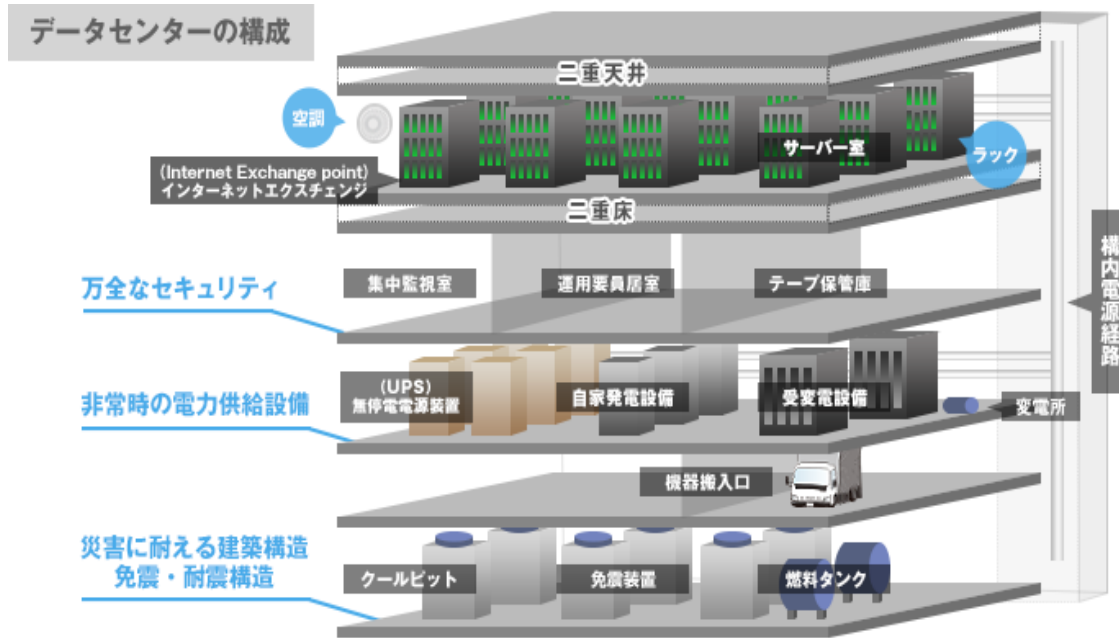 データセンターの構成
二重天井
空調
サーバー室
ラック
(Internet Exchange point)
インターネットエクスチェンジ
二重床
構内電源経路
集中監視室
運用要員居室
テープ保管庫
万全なセキュリティ
(UPS)
無停電電源装置
自家発電設備
受変電設備
変電所
非常時の電力供給設備
機器搬入口
災害に耐える建築構造
免震・耐震構造
クールピット
免震装置
燃料タンク